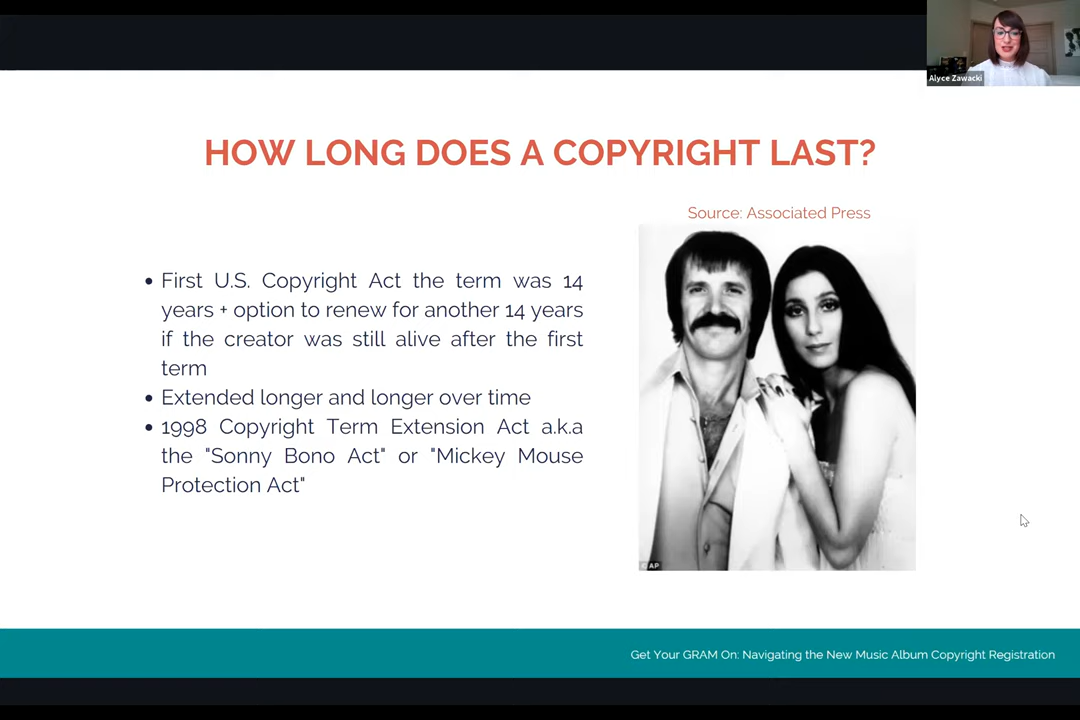 Alyce Zawacki
HOW LONG DOES A COPYRIGHT LAST?
Source: Associated Press
• First U.S. Copyright Act the term was 14
years + option to renew for another 14 years
if the creator was still alive after the first
term
• Extended longer and longer over time
• 1998 Copyright Term Extension Act a.k.a
the "Sonny Bono Act" or "Mickey Mouse
Protection Act"
© AP
Get Your GRAM On: Navigating the New Music Album Copyright Registration